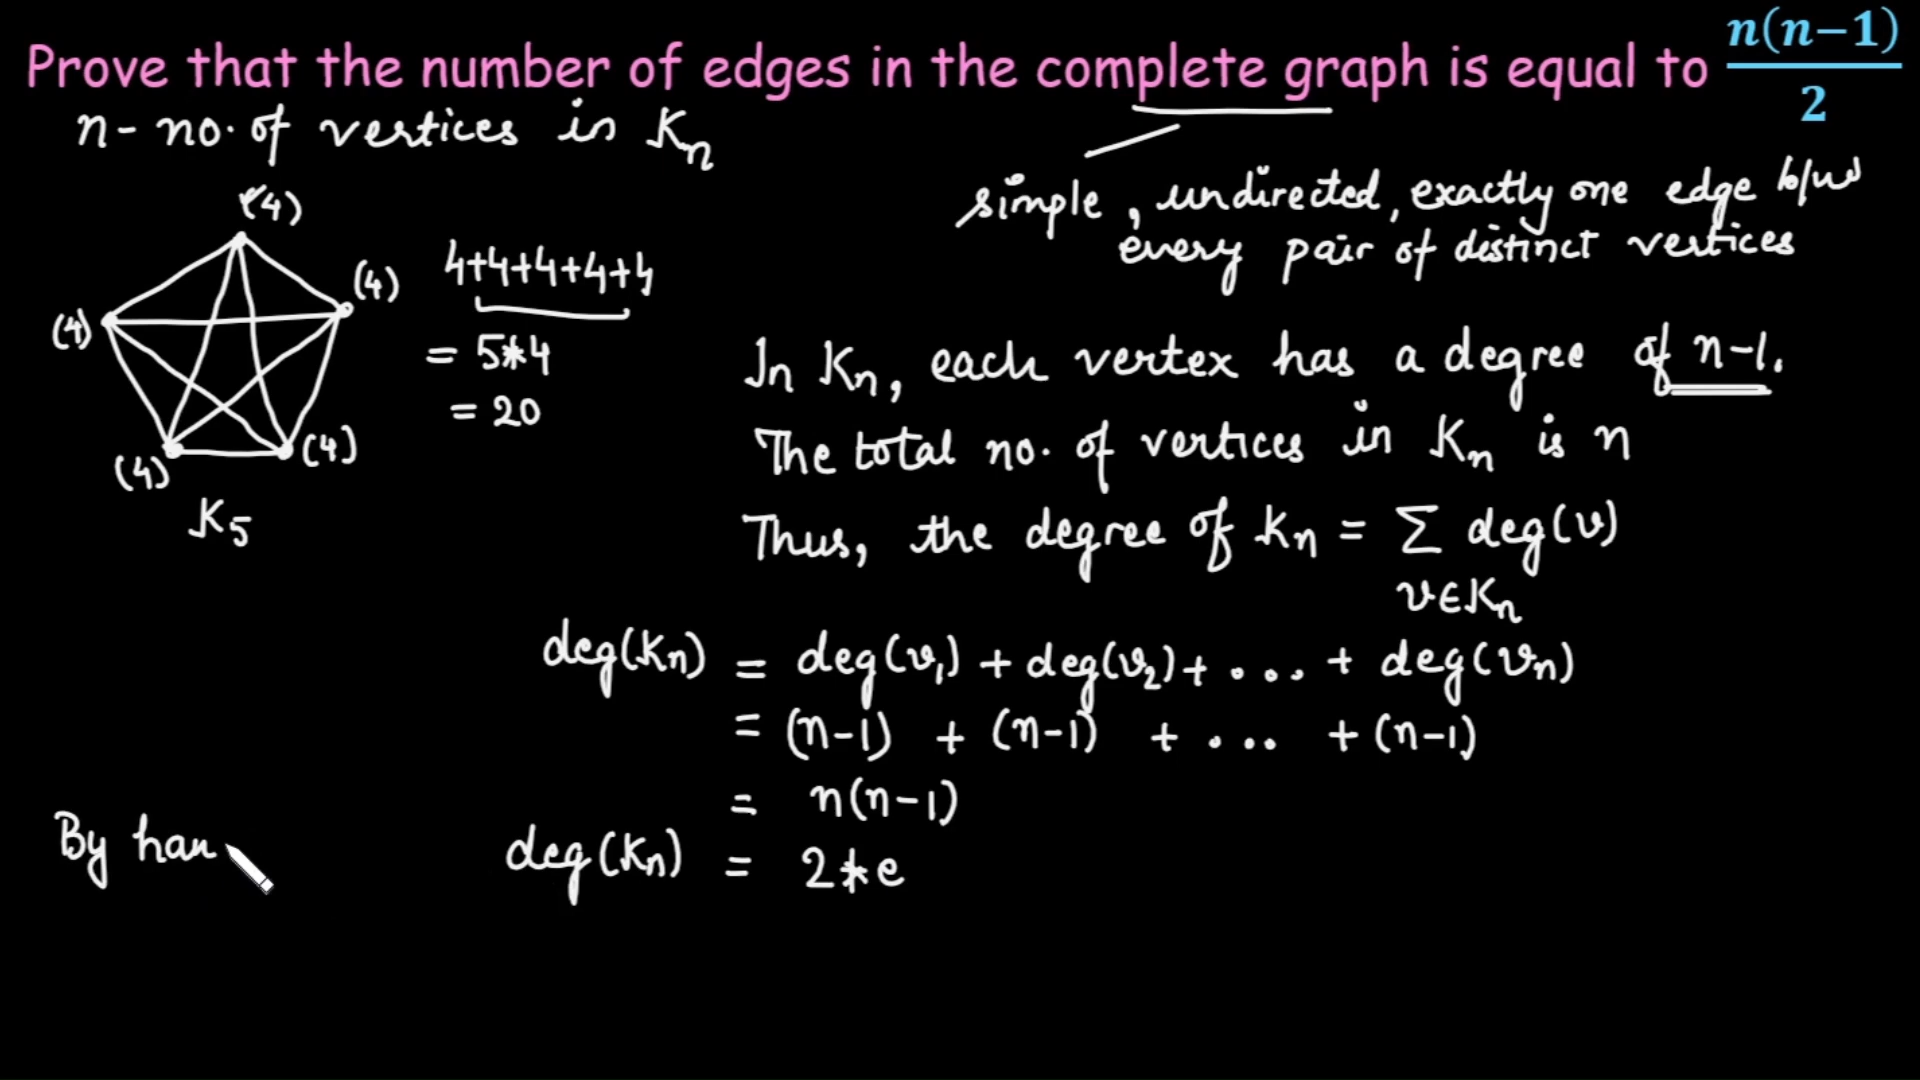 Prove that the number of edges in the complete graph is equal to n(n−1)/2
n - no. of vertices in Kn
simple, undirected, exactly one edge b/w
every pair of distinct vertices
(4)
(4)
(4)
(4)
(4)
K5
4+4+4+4+4
= 5*4
= 20
In Kn, each vertex has a degree of n-1.
The total no. of vertices in Kn is n
Thus, the degree of Kn = Σ deg(v)
v∈Kn
deg(Kn) = deg(v1) + deg(v2) + . . . + deg(vn)
= (n-1) + (n-1) + . . . + (n-1)
= n(n-1)
By han deg(Kn) = 2*e